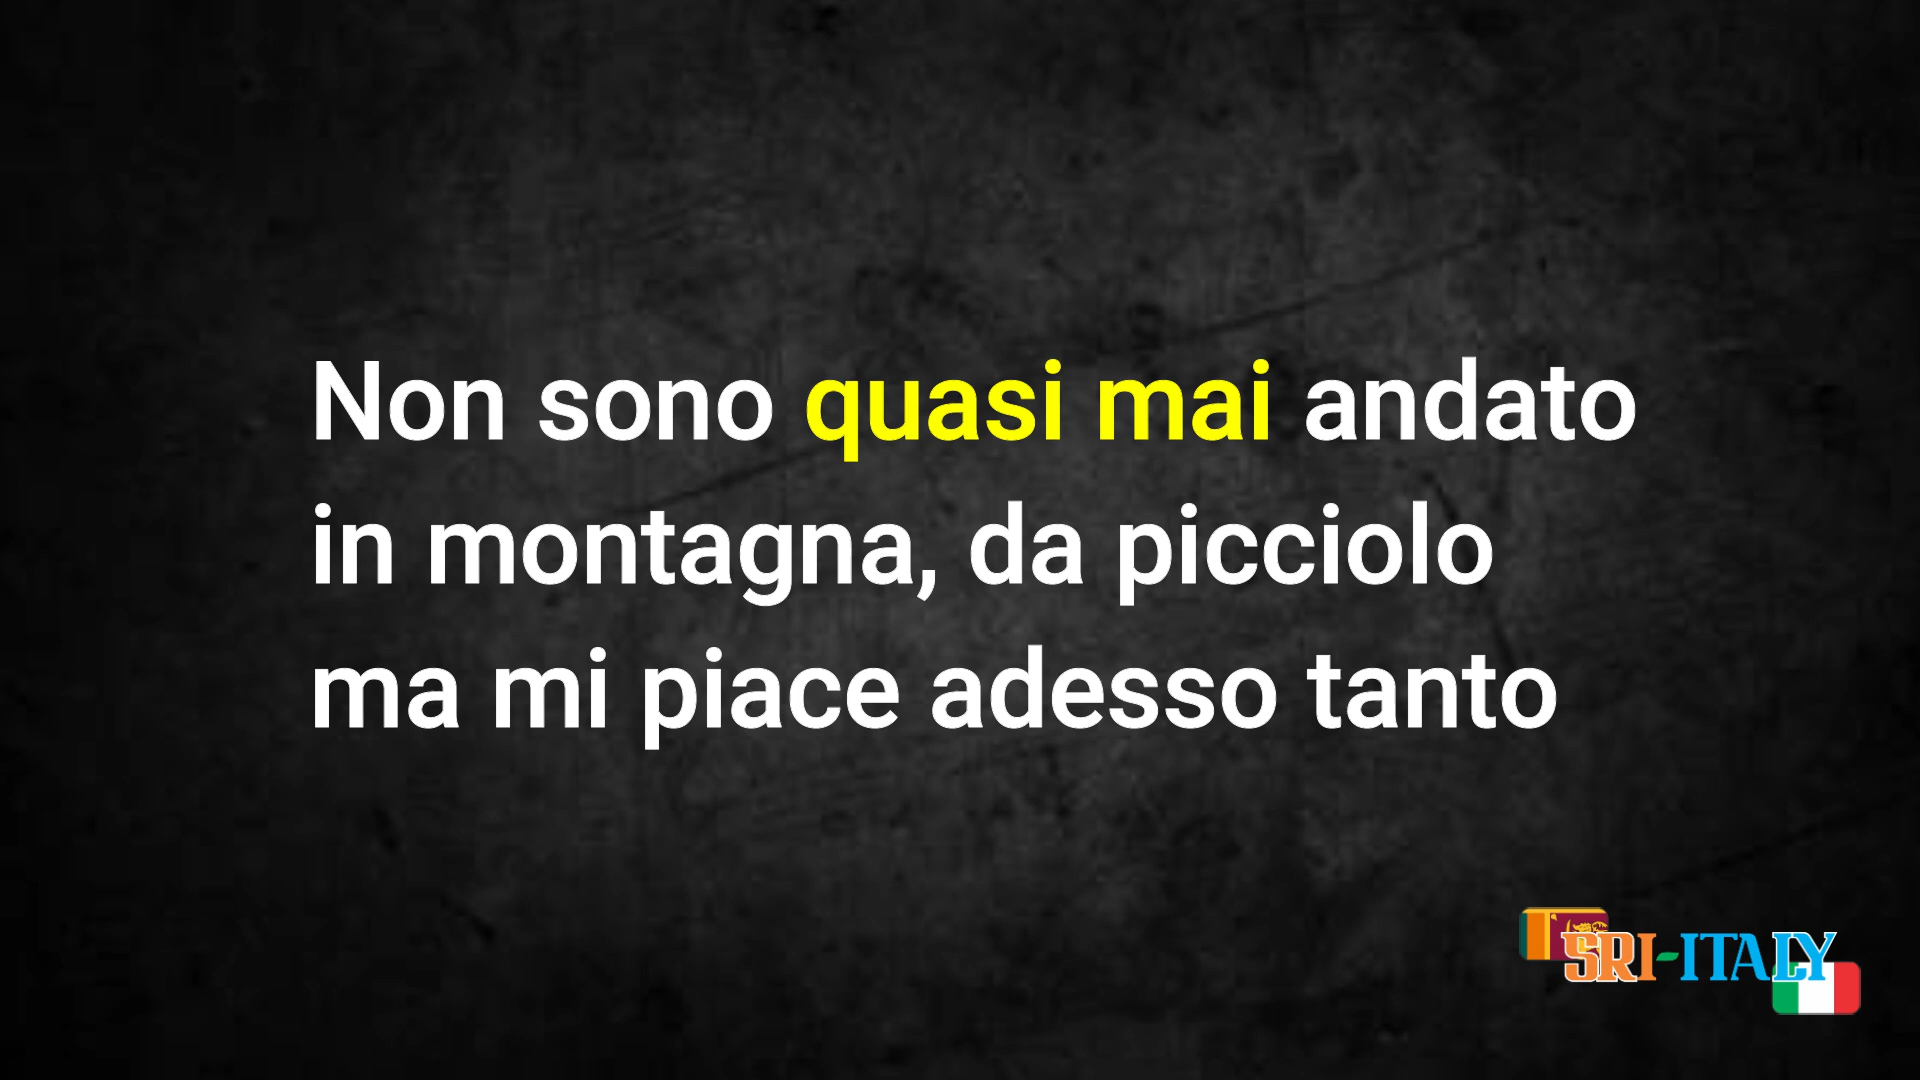 Non sono quasi mai andato
in montagna, da picciolo
ma mi piace adesso tanto
SRI-ITALY